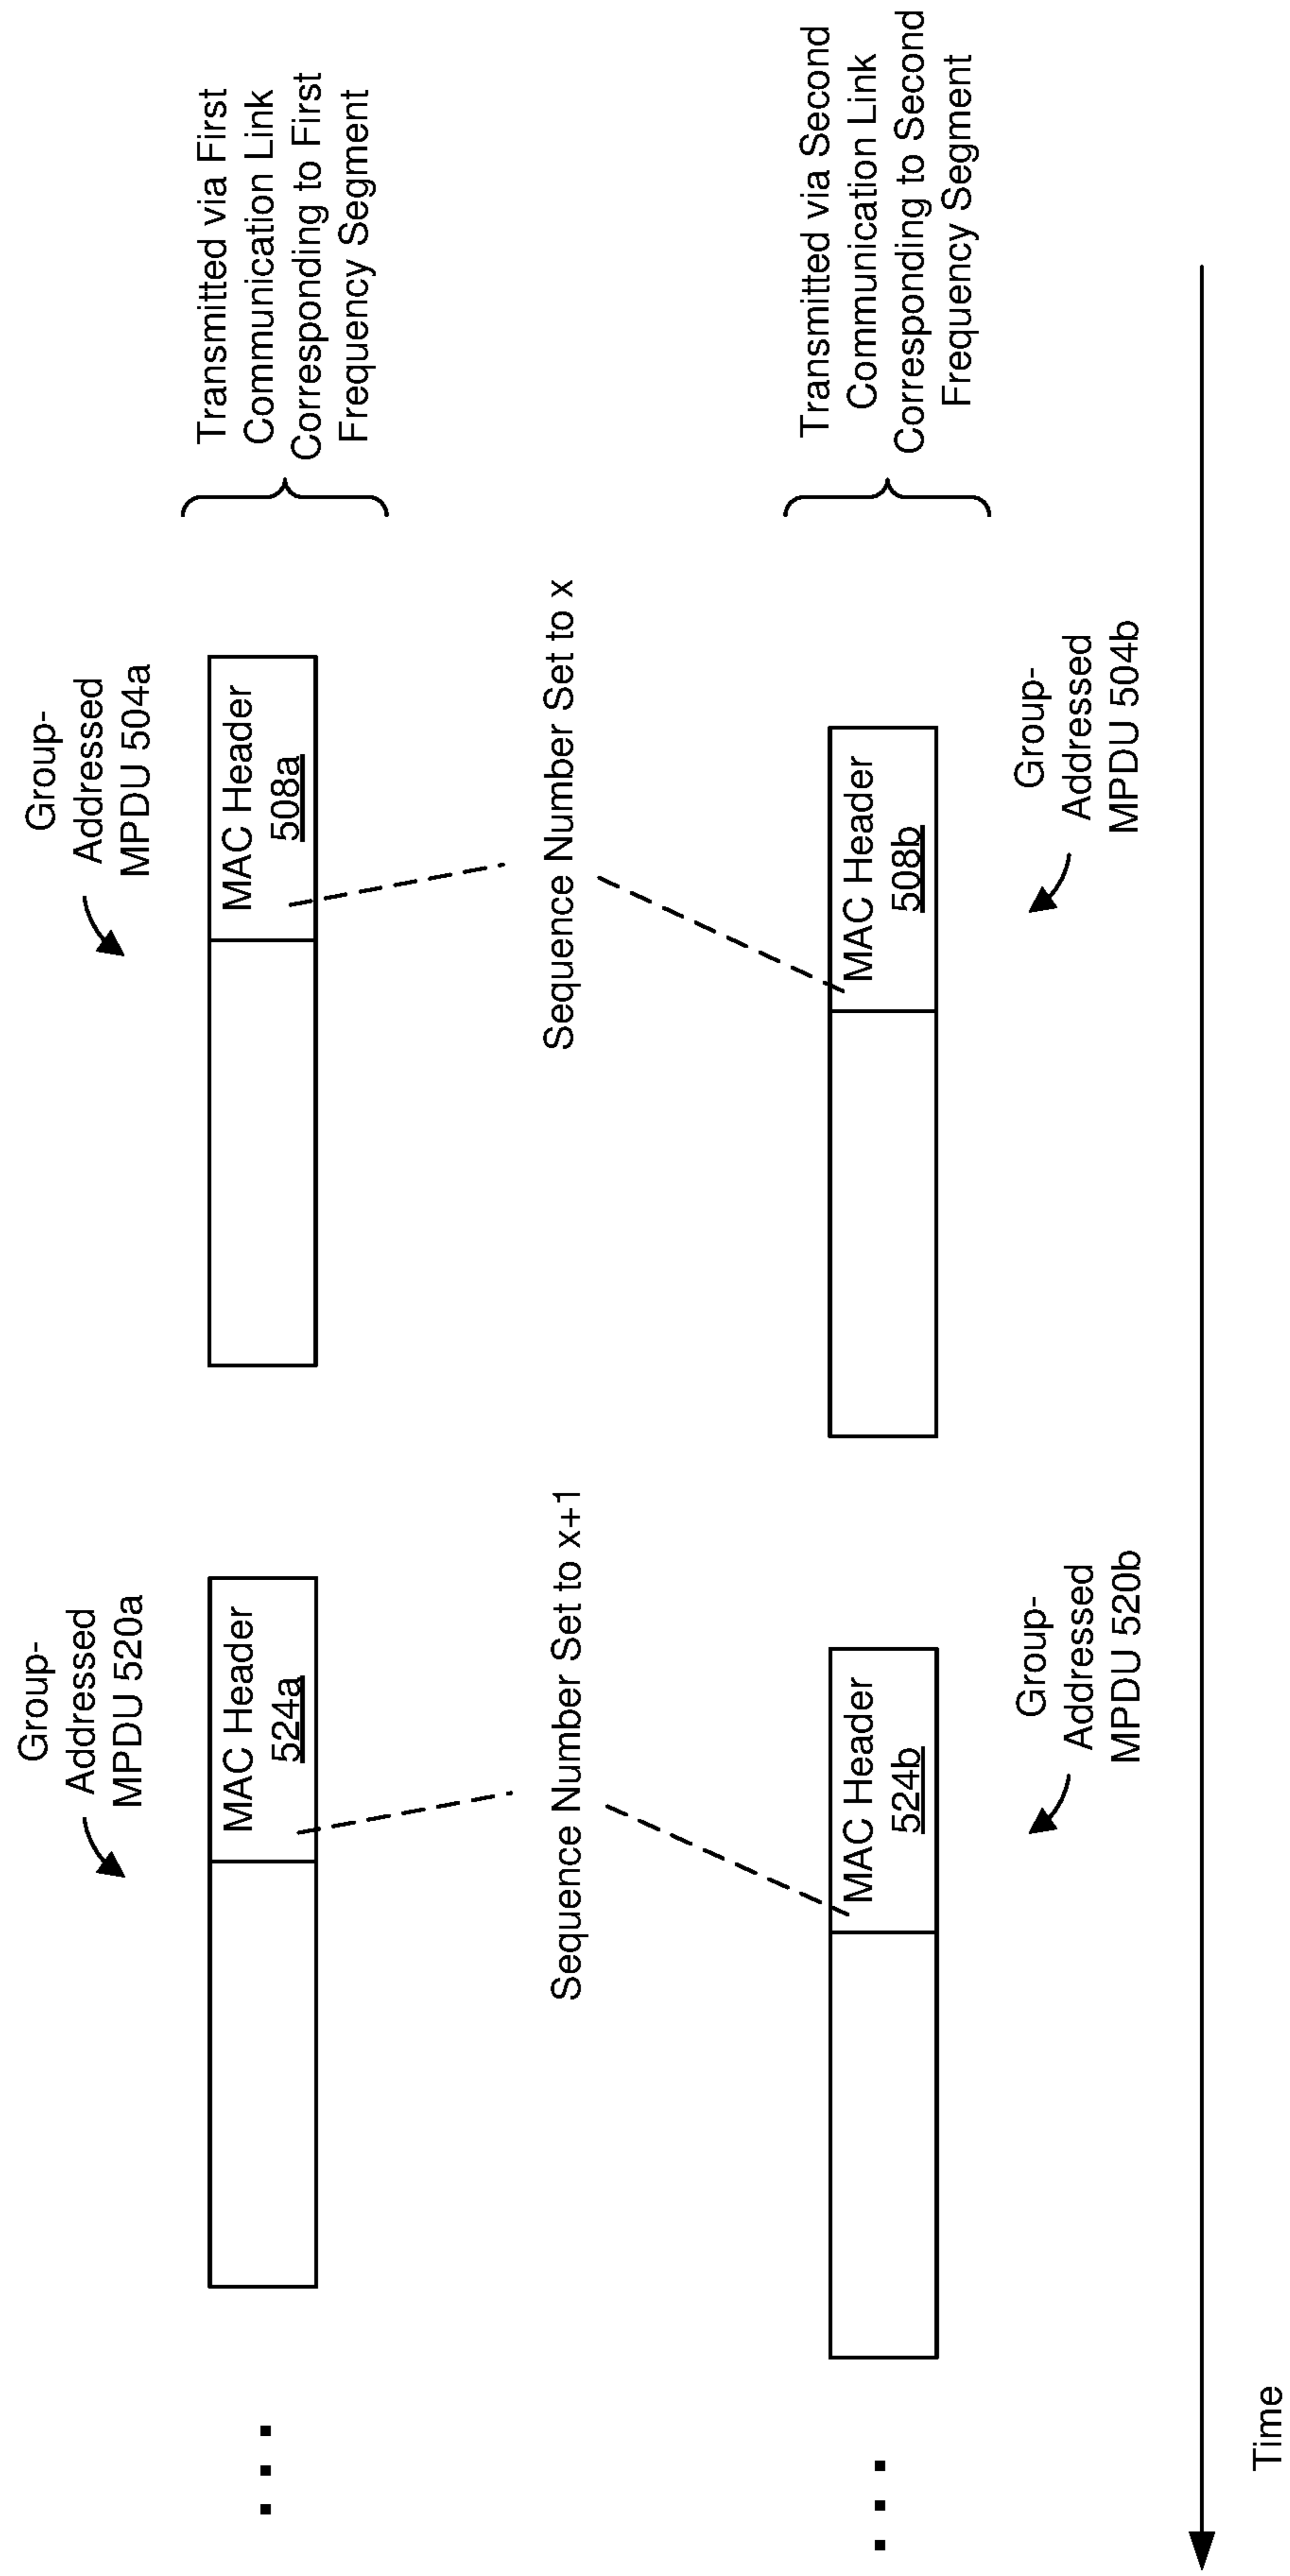 Group-
Addressed
MPDU 520a
Group-
Addressed
MPDU 504a
MAC Header
524a
MAC Header
508a
Transmitted via First
Communication Link
Corresponding to First
Frequency Segment
Sequence Number Set to x+1
Sequence Number Set to x
MAC Header
524b
MAC Header
508b
Transmitted via Second
Communication Link
Corresponding to Second
Frequency Segment
Group-
Addressed
MPDU 520b
Group-
Addressed
MPDU 504b
Time